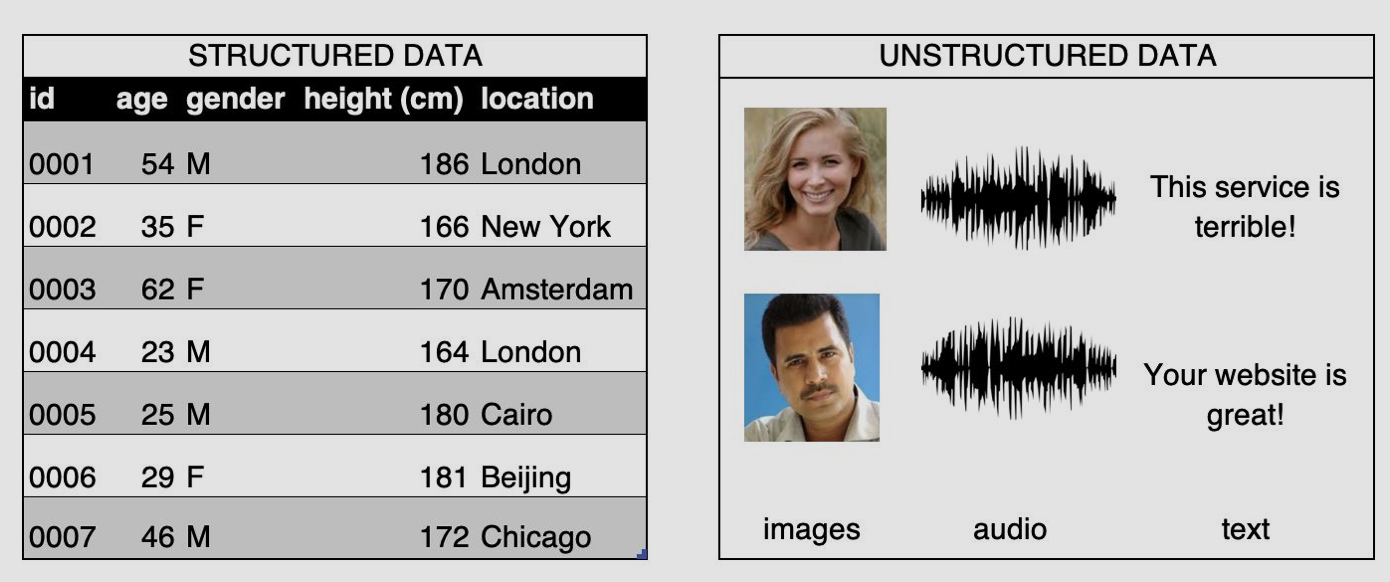 STRUCTURED DATA
id age gender height (cm) location
0001 54 M 186 London
0002 35 F 166 New York
0003 62 F 170 Amsterdam
0004 23 M 164 London
0005 25 M 180 Cairo
0006 29 F 181 Beijing
0007 46 M 172 Chicago
UNSTRUCTURED DATA
This service is
terrible!
Your website is
great!
images audio text